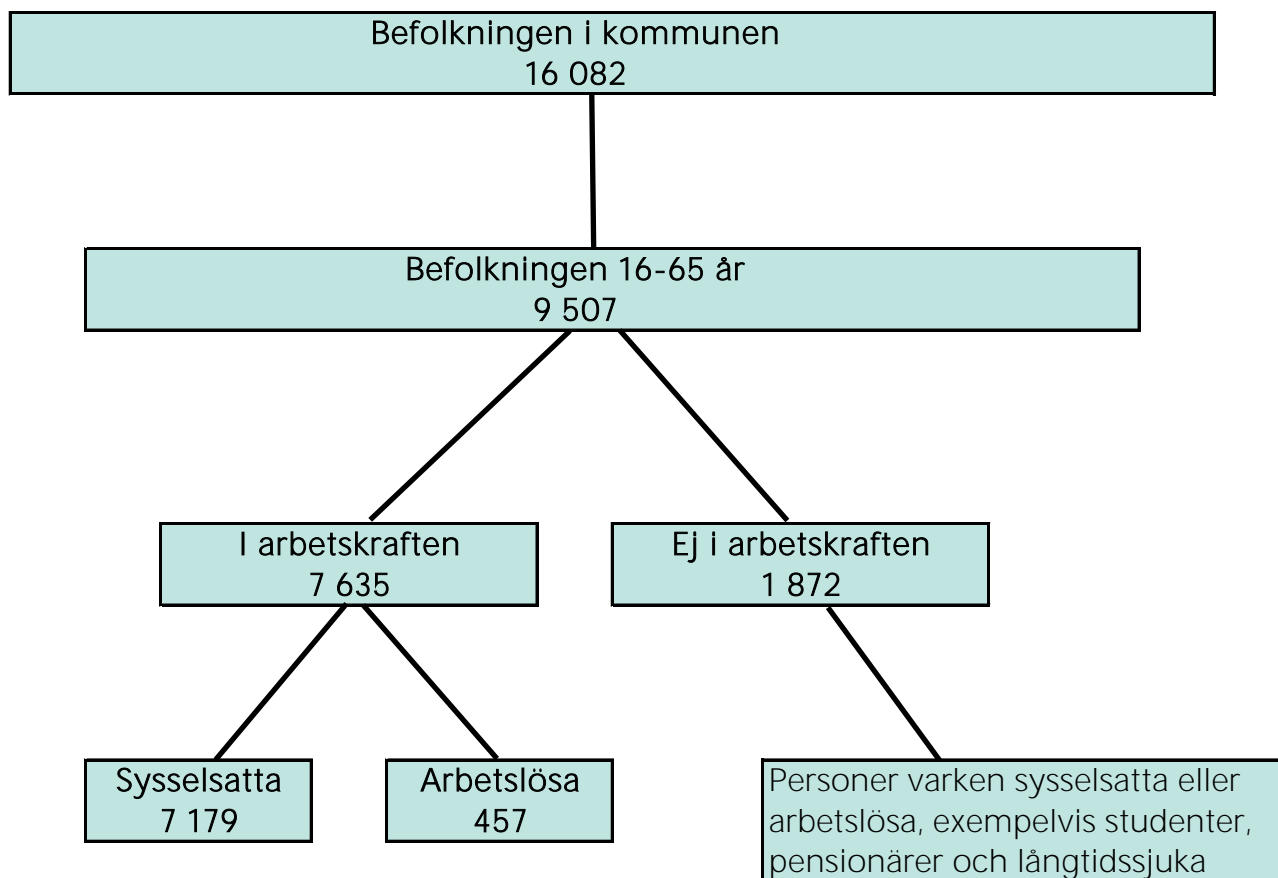 Befolkningen i kommunen
16 082
Befolkningen 16-65 år
9 507
I arbetskraften
7 635
Ej i arbetskraften
1 872
Sysselsatta
7 179
Arbetslösa
457
Personer varken sysselsatta eller
arbetslösa, exempelvis studenter,
pensionärer och långtidssjuka